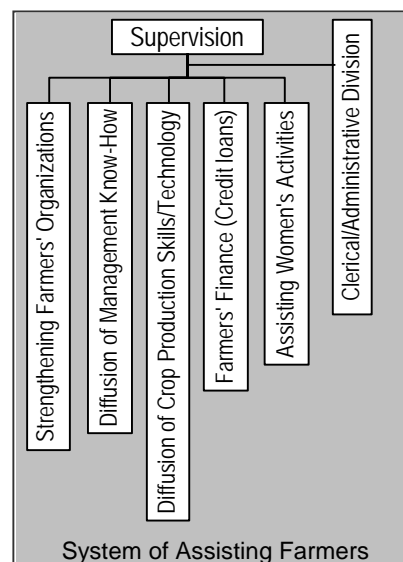 Supervision
Strengthening Farmers' Organizations
Diffusion of Management Know-How
Diffusion of Crop Production Skills/Technology
Farmers' Finance (Credit loans)
Assisting Women's Activities
Clerical/Administrative Division
System of Assisting Farmers